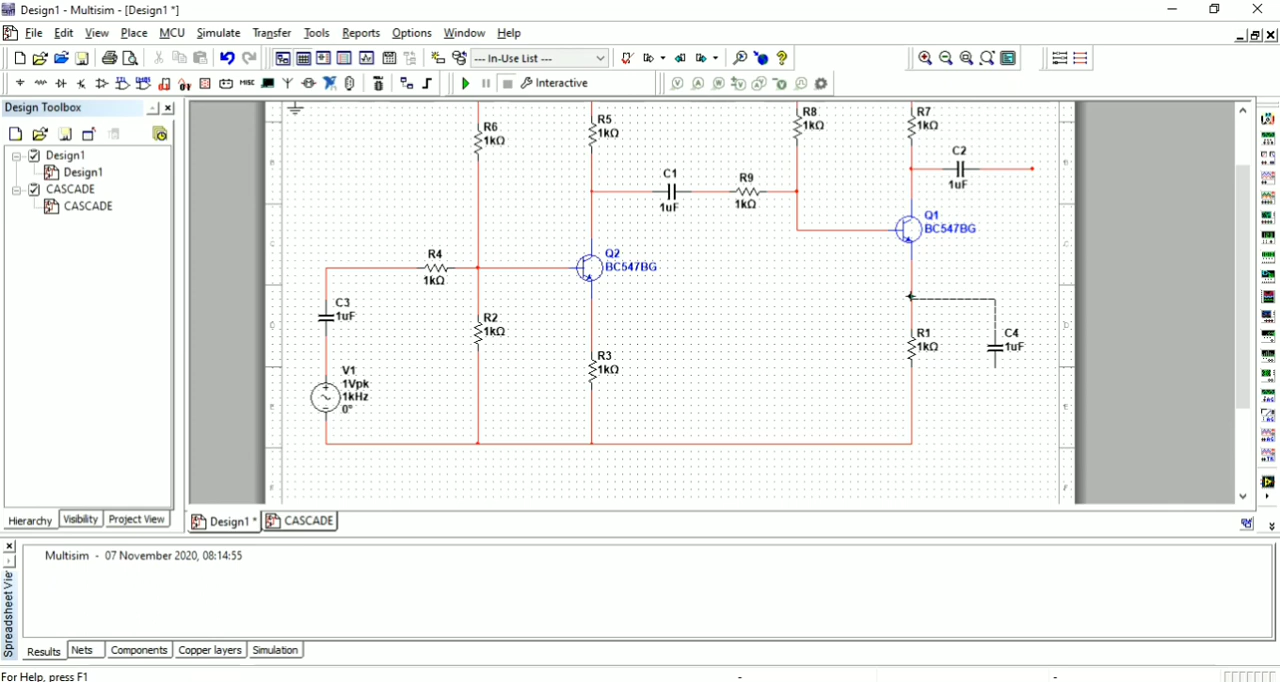 Design1 - Multisim - [Design1 *]
File Edit View Place MCU Simulate Transfer Tools Reports Options Window Help
--- In-Use List ---
Interactive
Design Toolbox
Design1
Design1
CASCADE
CASCADE
Hierarchy Visibility Project View
R6
1kΩ
R5
1kΩ
R8
1kΩ
R7
1kΩ
C1
1uF
R9
1kΩ
C2
1uF
Q1
BC547BG
R4
1kΩ
Q2
BC547BG
C3
1uF
R2
1kΩ
R1
1kΩ
C4
1uF
V1
1Vpk
1kHz
0°
R3
1kΩ
Design1 * CASCADE
Multisim - 07 November 2020, 08:14:55
Spreadsheet Vie
Results Nets Components Copper layers Simulation
For Help, press F1